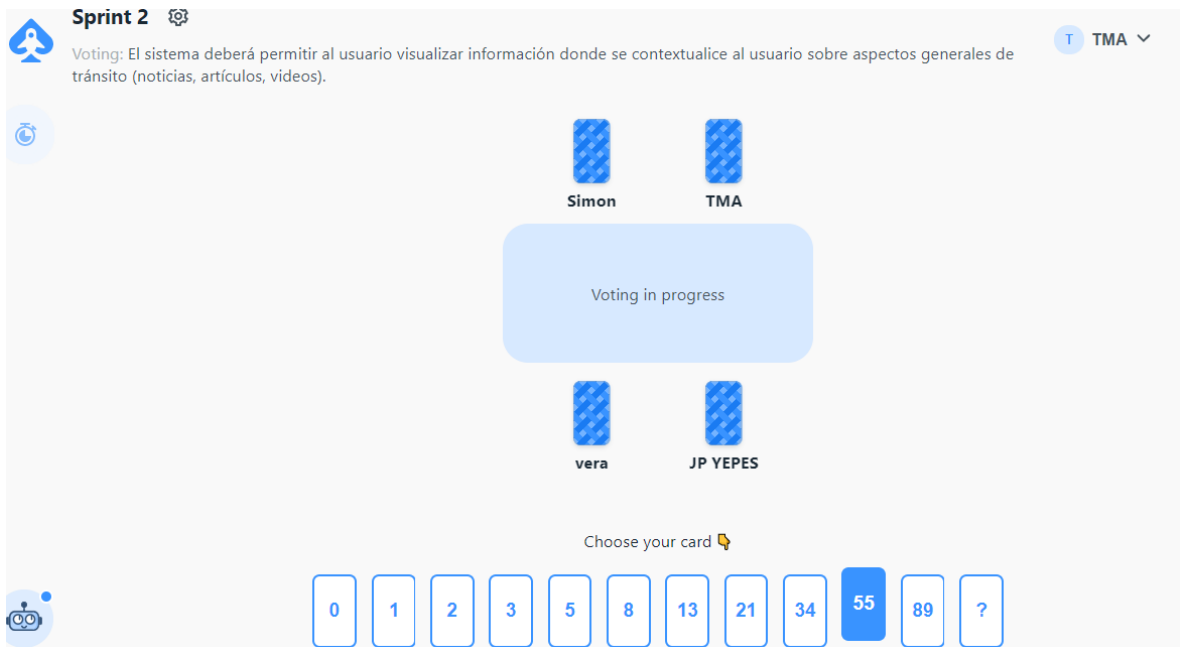 Sprint 2
Voting: El sistema deberá permitir al usuario visualizar información donde se contextualice al usuario sobre aspectos generales de
tránsito (noticias, artículos, videos).
T TMA
Simon TMA
Voting in progress
vera JP YEPES
Choose your card 👇
0 1 2 3 5 8 13 21 34 55 89 ?